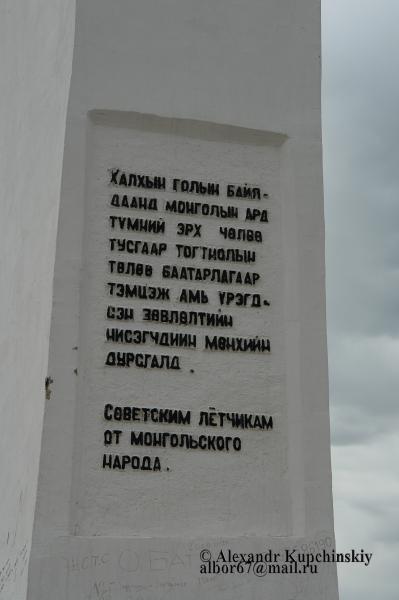 Халхын голын байл-
даанд монголын ард
түмний эрх чөлөө
тусгаар тогтнолын
төлөө баатарлагаар
тэмцэж амь үрэгд-
сэн зөвлөлтийн
нисэгчдийн мөнхийн
дурсгалд.
Советским лётчикам
от монгольского
народа.
© Alexandr Kupchinskiy
albor67@mail.ru